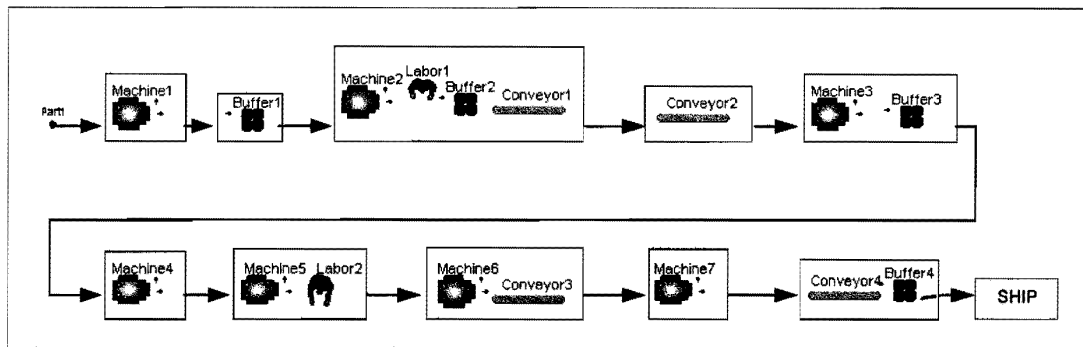 Part1
Machine1
Buffer1
Machine2
Labor1
Buffer2
Conveyor1
Conveyor2
Machine3
Buffer3
Machine4
Machine5
Labor2
Machine6
Conveyor3
Machine7
Conveyor4
Buffer4
SHIP